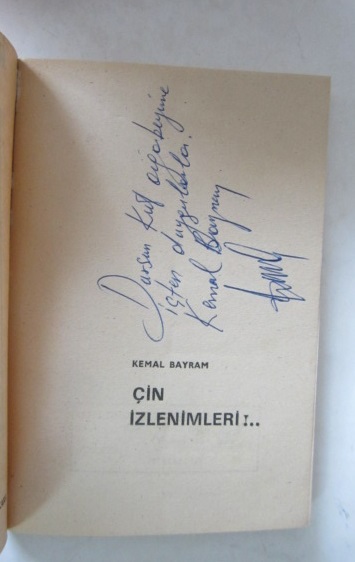 Dursun Kut ağabeyime
içten duygularla.
Kemal Bayram
KEMAL BAYRAM
ÇİN
İZLENİMLERİ!..